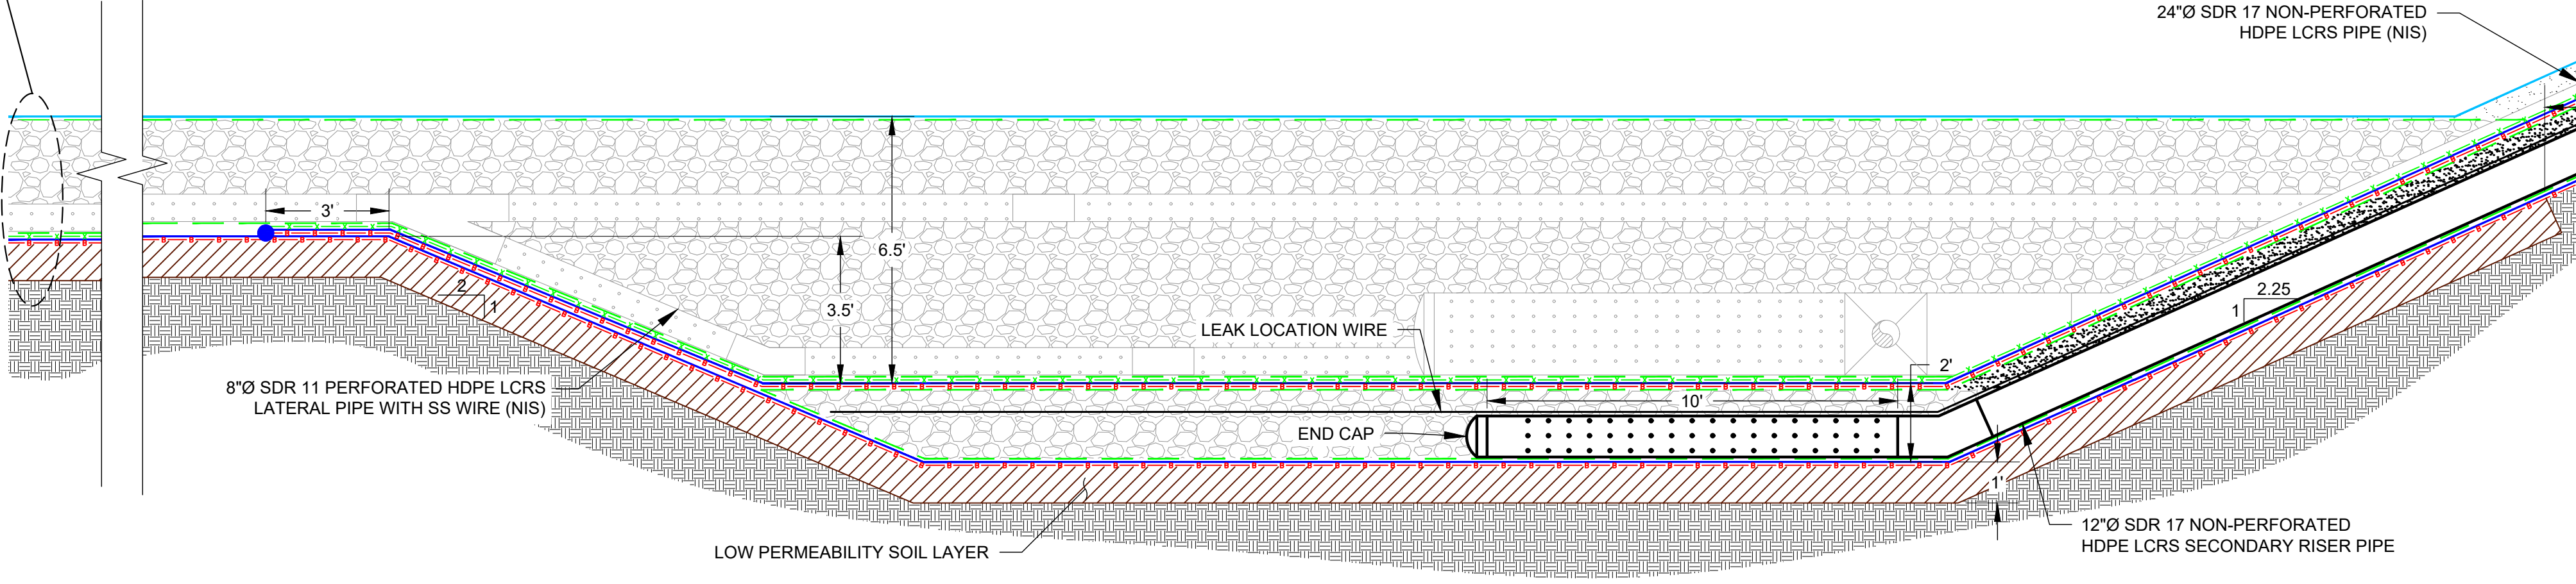 24"Ø SDR 17 NON-PERFORATED
HDPE LCRS PIPE (NIS)
3'
6.5'
3.5'
2
1
2.25
1
LEAK LOCATION WIRE
2'
8"Ø SDR 11 PERFORATED HDPE LCRS
LATERAL PIPE WITH SS WIRE (NIS)
10'
END CAP
1'
12"Ø SDR 17 NON-PERFORATED
HDPE LCRS SECONDARY RISER PIPE
LOW PERMEABILITY SOIL LAYER